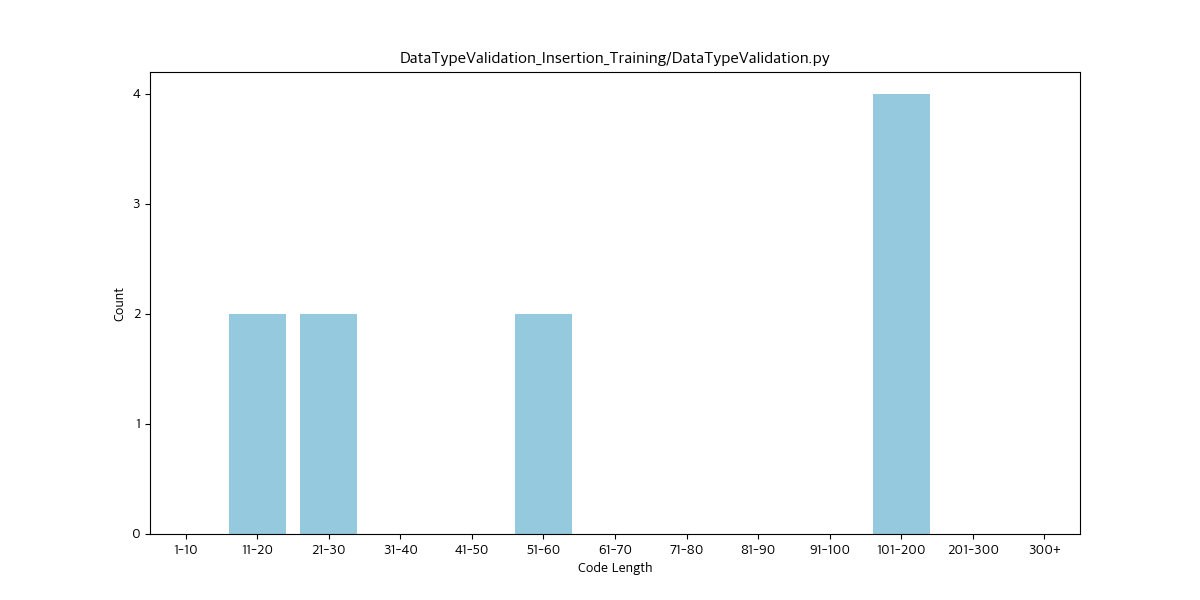 DataTypeValidation_Insertion_Training/DataTypeValidation.py
4
3
2
1
0
Count
1-10 11-20 21-30 31-40 41-50 51-60 61-70 71-80 81-90 91-100 101-200 201-300 300+
Code Length